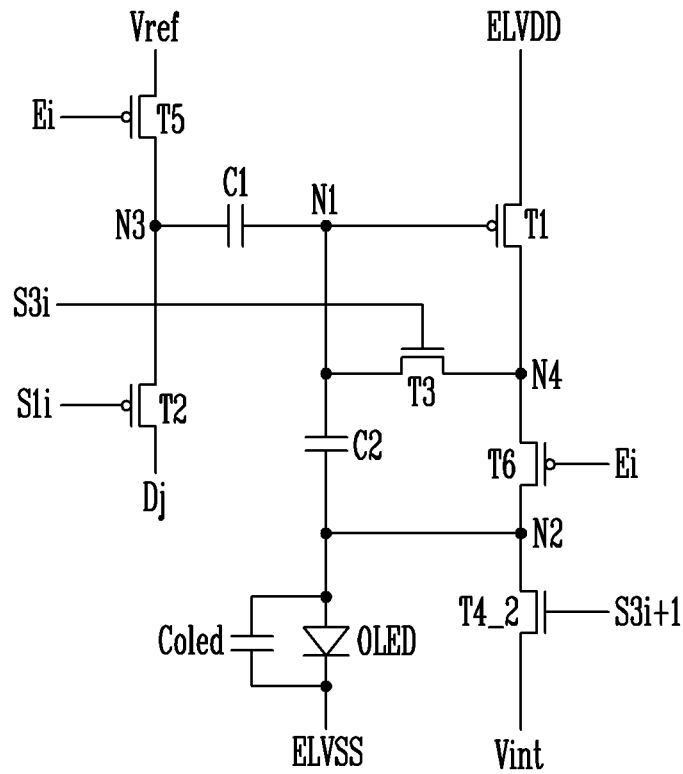 Vref
ELVDD
Ei
T5
C1
N1
N3
T1
S3i
T3
N4
S1i
T2
C2
T6
Ei
Dj
N2
T4_2
S3i+1
Coled
OLED
ELVSS
Vint